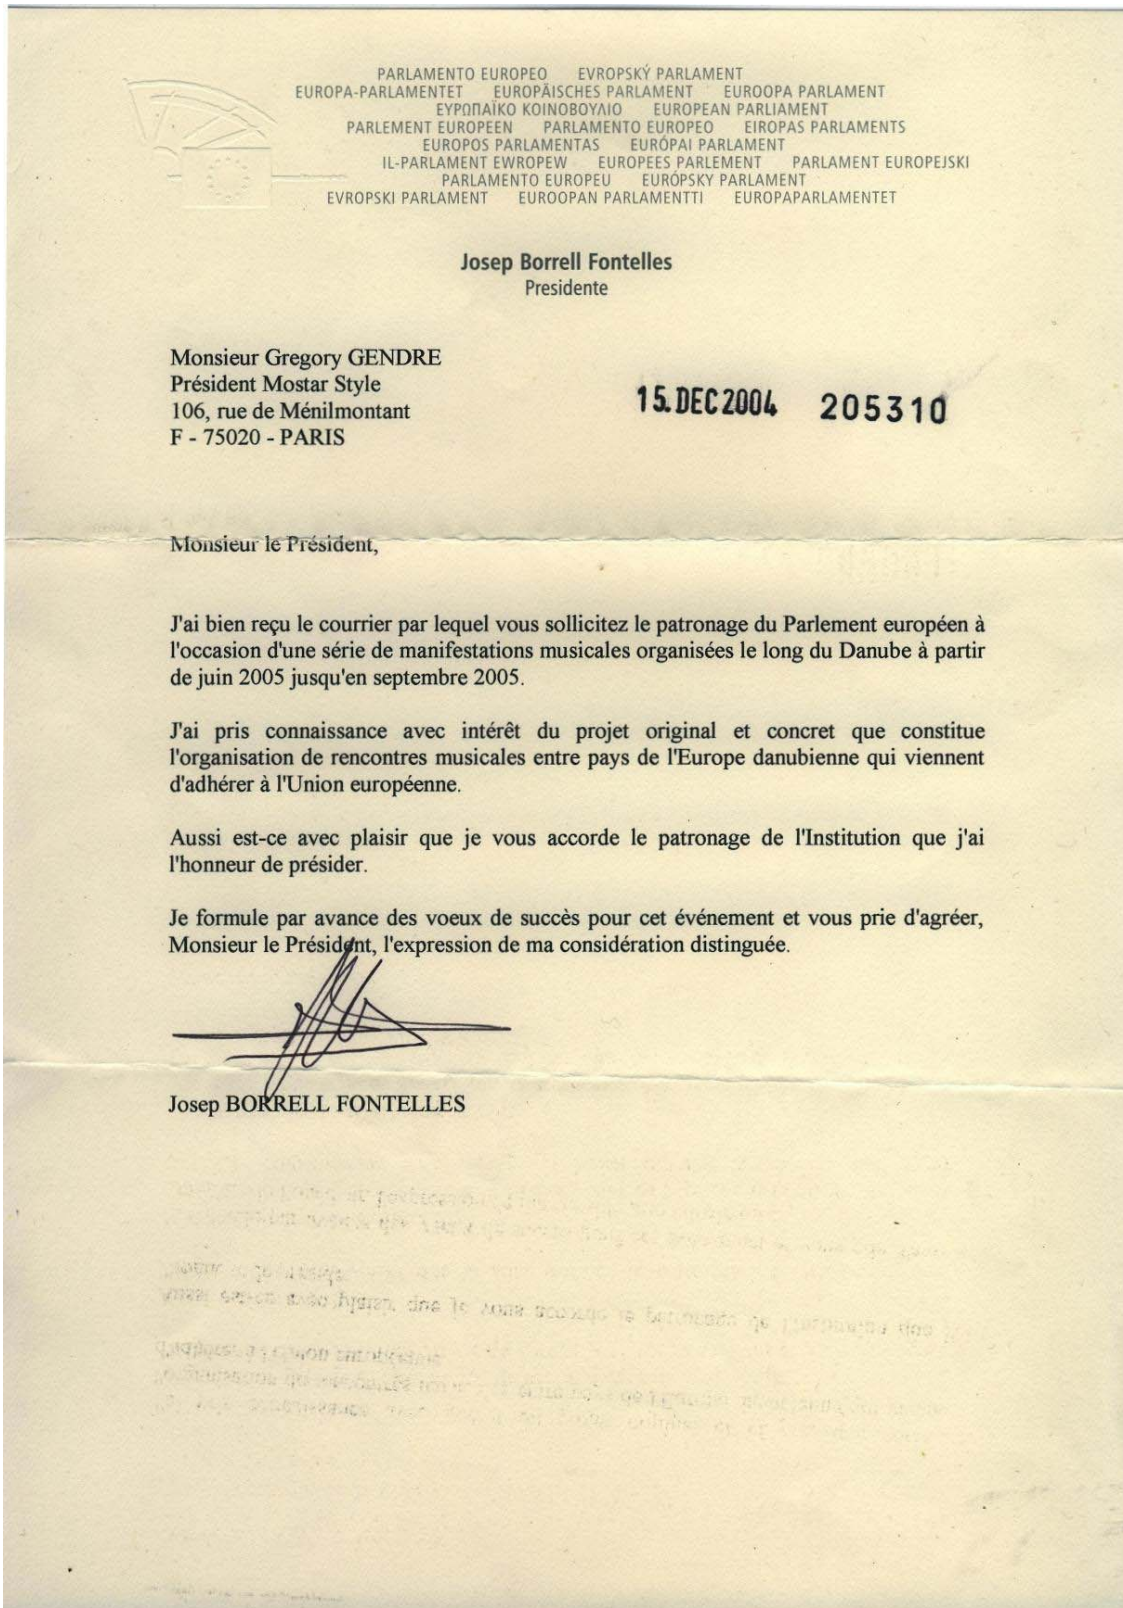 PARLAMENTO EUROPEO EVROPSKÝ PARLAMENT
EUROPA-PARLAMENTET EUROPÄISCHES PARLAMENT EUROOPA PARLAMENT
ΕΥΡΩΠΑΪΚΟ ΚΟΙΝΟΒΟΥΛΙΟ EUROPEAN PARLIAMENT
PARLEMENT EUROPEEN PARLAMENTO EUROPEO EIROPAS PARLAMENTS
EUROPOS PARLAMENTAS EURÓPAI PARLAMENT
IL-PARLAMENT EWROPEW EUROPEES PARLEMENT PARLAMENT EUROPEJSKI
PARLAMENTO EUROPEU EURÓPSKY PARLAMENT
EVROPSKI PARLAMENT EUROOPAN PARLAMENTTI EUROPAPARLAMENTET
Josep Borrell Fontelles
Presidente
Monsieur Gregory GENDRE
Président Mostar Style
106, rue de Ménilmontant
F - 75020 - PARIS
15.DEC2004 205310
Monsieur le Président,
J'ai bien reçu le courrier par lequel vous sollicitez le patronage du Parlement européen à
l'occasion d'une série de manifestations musicales organisées le long du Danube à partir
de juin 2005 jusqu'en septembre 2005.
J'ai pris connaissance avec intérêt du projet original et concret que constitue
l'organisation de rencontres musicales entre pays de l'Europe danubienne qui viennent
d'adhérer à l'Union européenne.
Aussi est-ce avec plaisir que je vous accorde le patronage de l'Institution que j'ai
l'honneur de présider.
Je formule par avance des voeux de succès pour cet événement et vous prie d'agréer,
Monsieur le Président, l'expression de ma considération distinguée.
Josep BORRELL FONTELLES